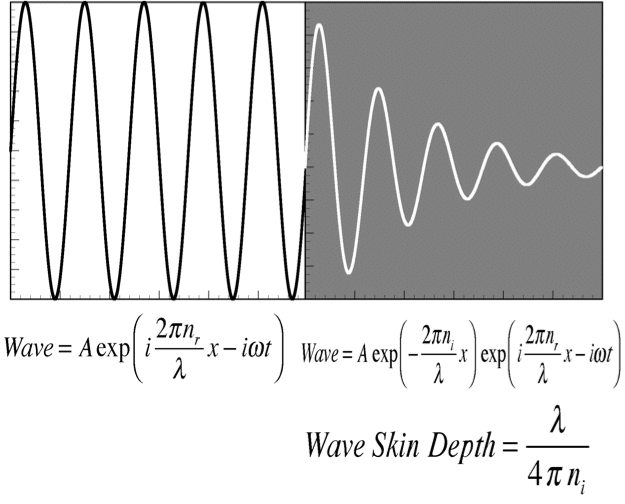 Wave = A exp(i 2πn_r/λ x − iωt)
Wave = A exp(−2πn_i/λ x) exp(i 2πn_r/λ x − iωt)
Wave Skin Depth = λ/4π n_i